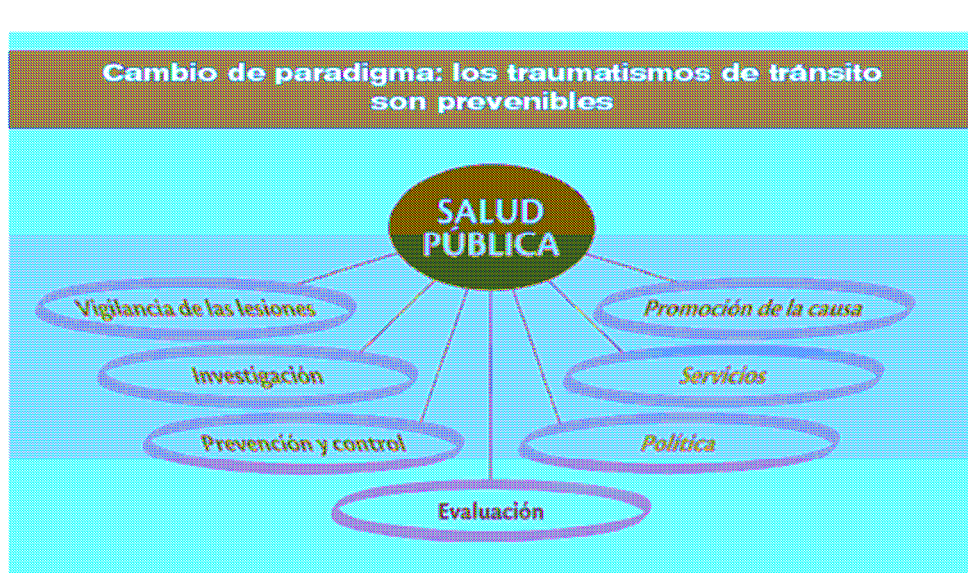 Cambio de paradigma: los traumatismos de tránsito
son prevenibles
SALUD
PÚBLICA
Vigilancia de las lesiones
Promoción de la causa
Investigación
Servicios
Prevención y control
Política
Evaluación